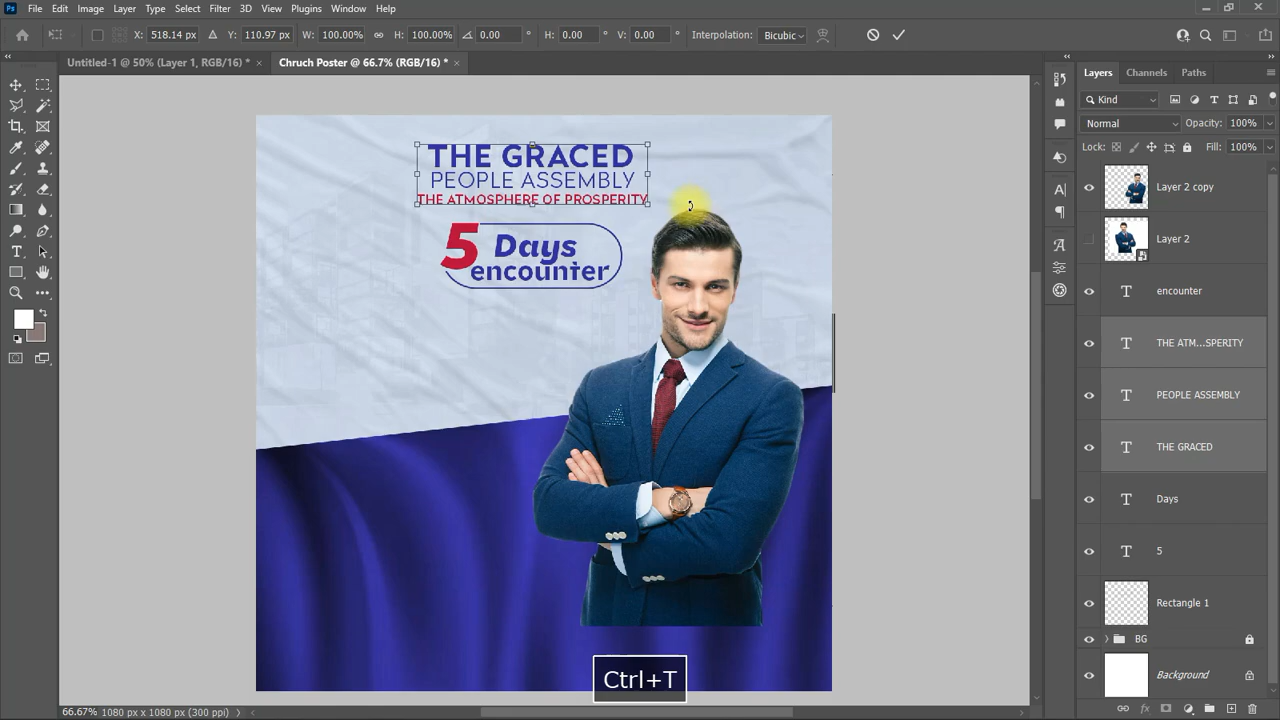 Ps File Edit Image Layer Type Select Filter 3D View Plugins Window Help
X: 518.14 px Y: 110.97 px W: 100.00% H: 100.00% 0.00 ° H: 0.00 ° V: 0.00 ° Interpolation: Bicubic
Untitled-1 @ 50% (Layer 1, RGB/16) * × Chruch Poster @ 66.7% (RGB/16) * ×
THE GRACED
PEOPLE ASSEMBLY
THE ATMOSPHERE OF PROSPERITY
5 Days
encounter
Ctrl+T
66.67% 1080 px x 1080 px (300 ppi)
Layers Channels Paths
Kind
Normal Opacity: 100%
Lock: Fill: 100%
Layer 2 copy
Layer 2
T encounter
T THE ATM...SPERITY
T PEOPLE ASSEMBLY
T THE GRACED
T Days
T 5
Rectangle 1
BG
Background
fx